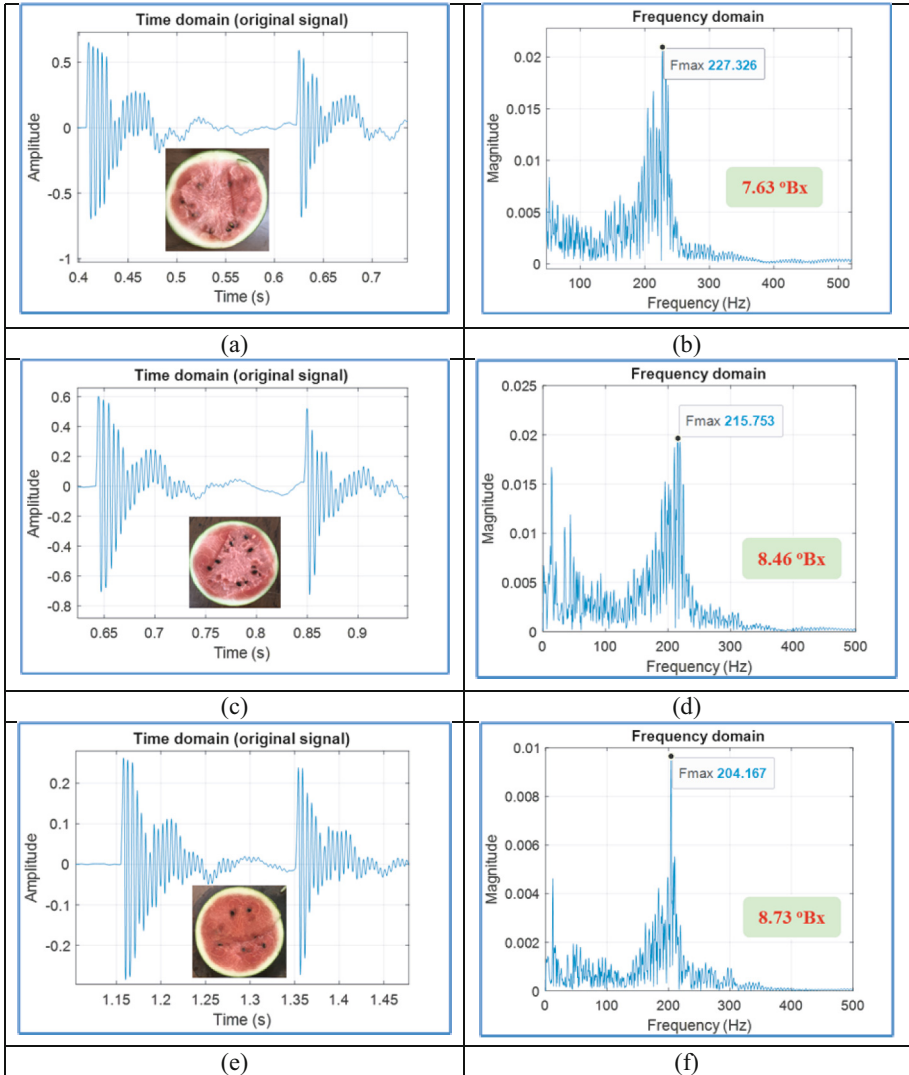 Time domain (original signal)
Amplitude
0.5
0
-0.5
-1
0.4 0.45 0.5 0.55 0.6 0.65 0.7
Time (s)
(a)
Frequency domain
Magnitude
0.02
0.015
0.01
0.005
0
Fmax 227.326
7.63 ºBx
100 200 300 400 500
Frequency (Hz)
(b)
Time domain (original signal)
Amplitude
0.6
0.4
0.2
0
-0.2
-0.4
-0.6
-0.8
0.65 0.7 0.75 0.8 0.85 0.9
Time (s)
(c)
Frequency domain
Magnitude
0.025
0.02
0.015
0.01
0.005
0
Fmax 215.753
8.46 ºBx
0 100 200 300 400 500
Frequency (Hz)
(d)
Time domain (original signal)
Amplitude
0.2
0.1
0
-0.1
-0.2
1.15 1.2 1.25 1.3 1.35 1.4 1.45
Time (s)
(e)
Frequency domain
Magnitude
0.01
0.008
0.006
0.004
0.002
0
Fmax 204.167
8.73 ºBx
0 100 200 300 400 500
Frequency (Hz)
(f)